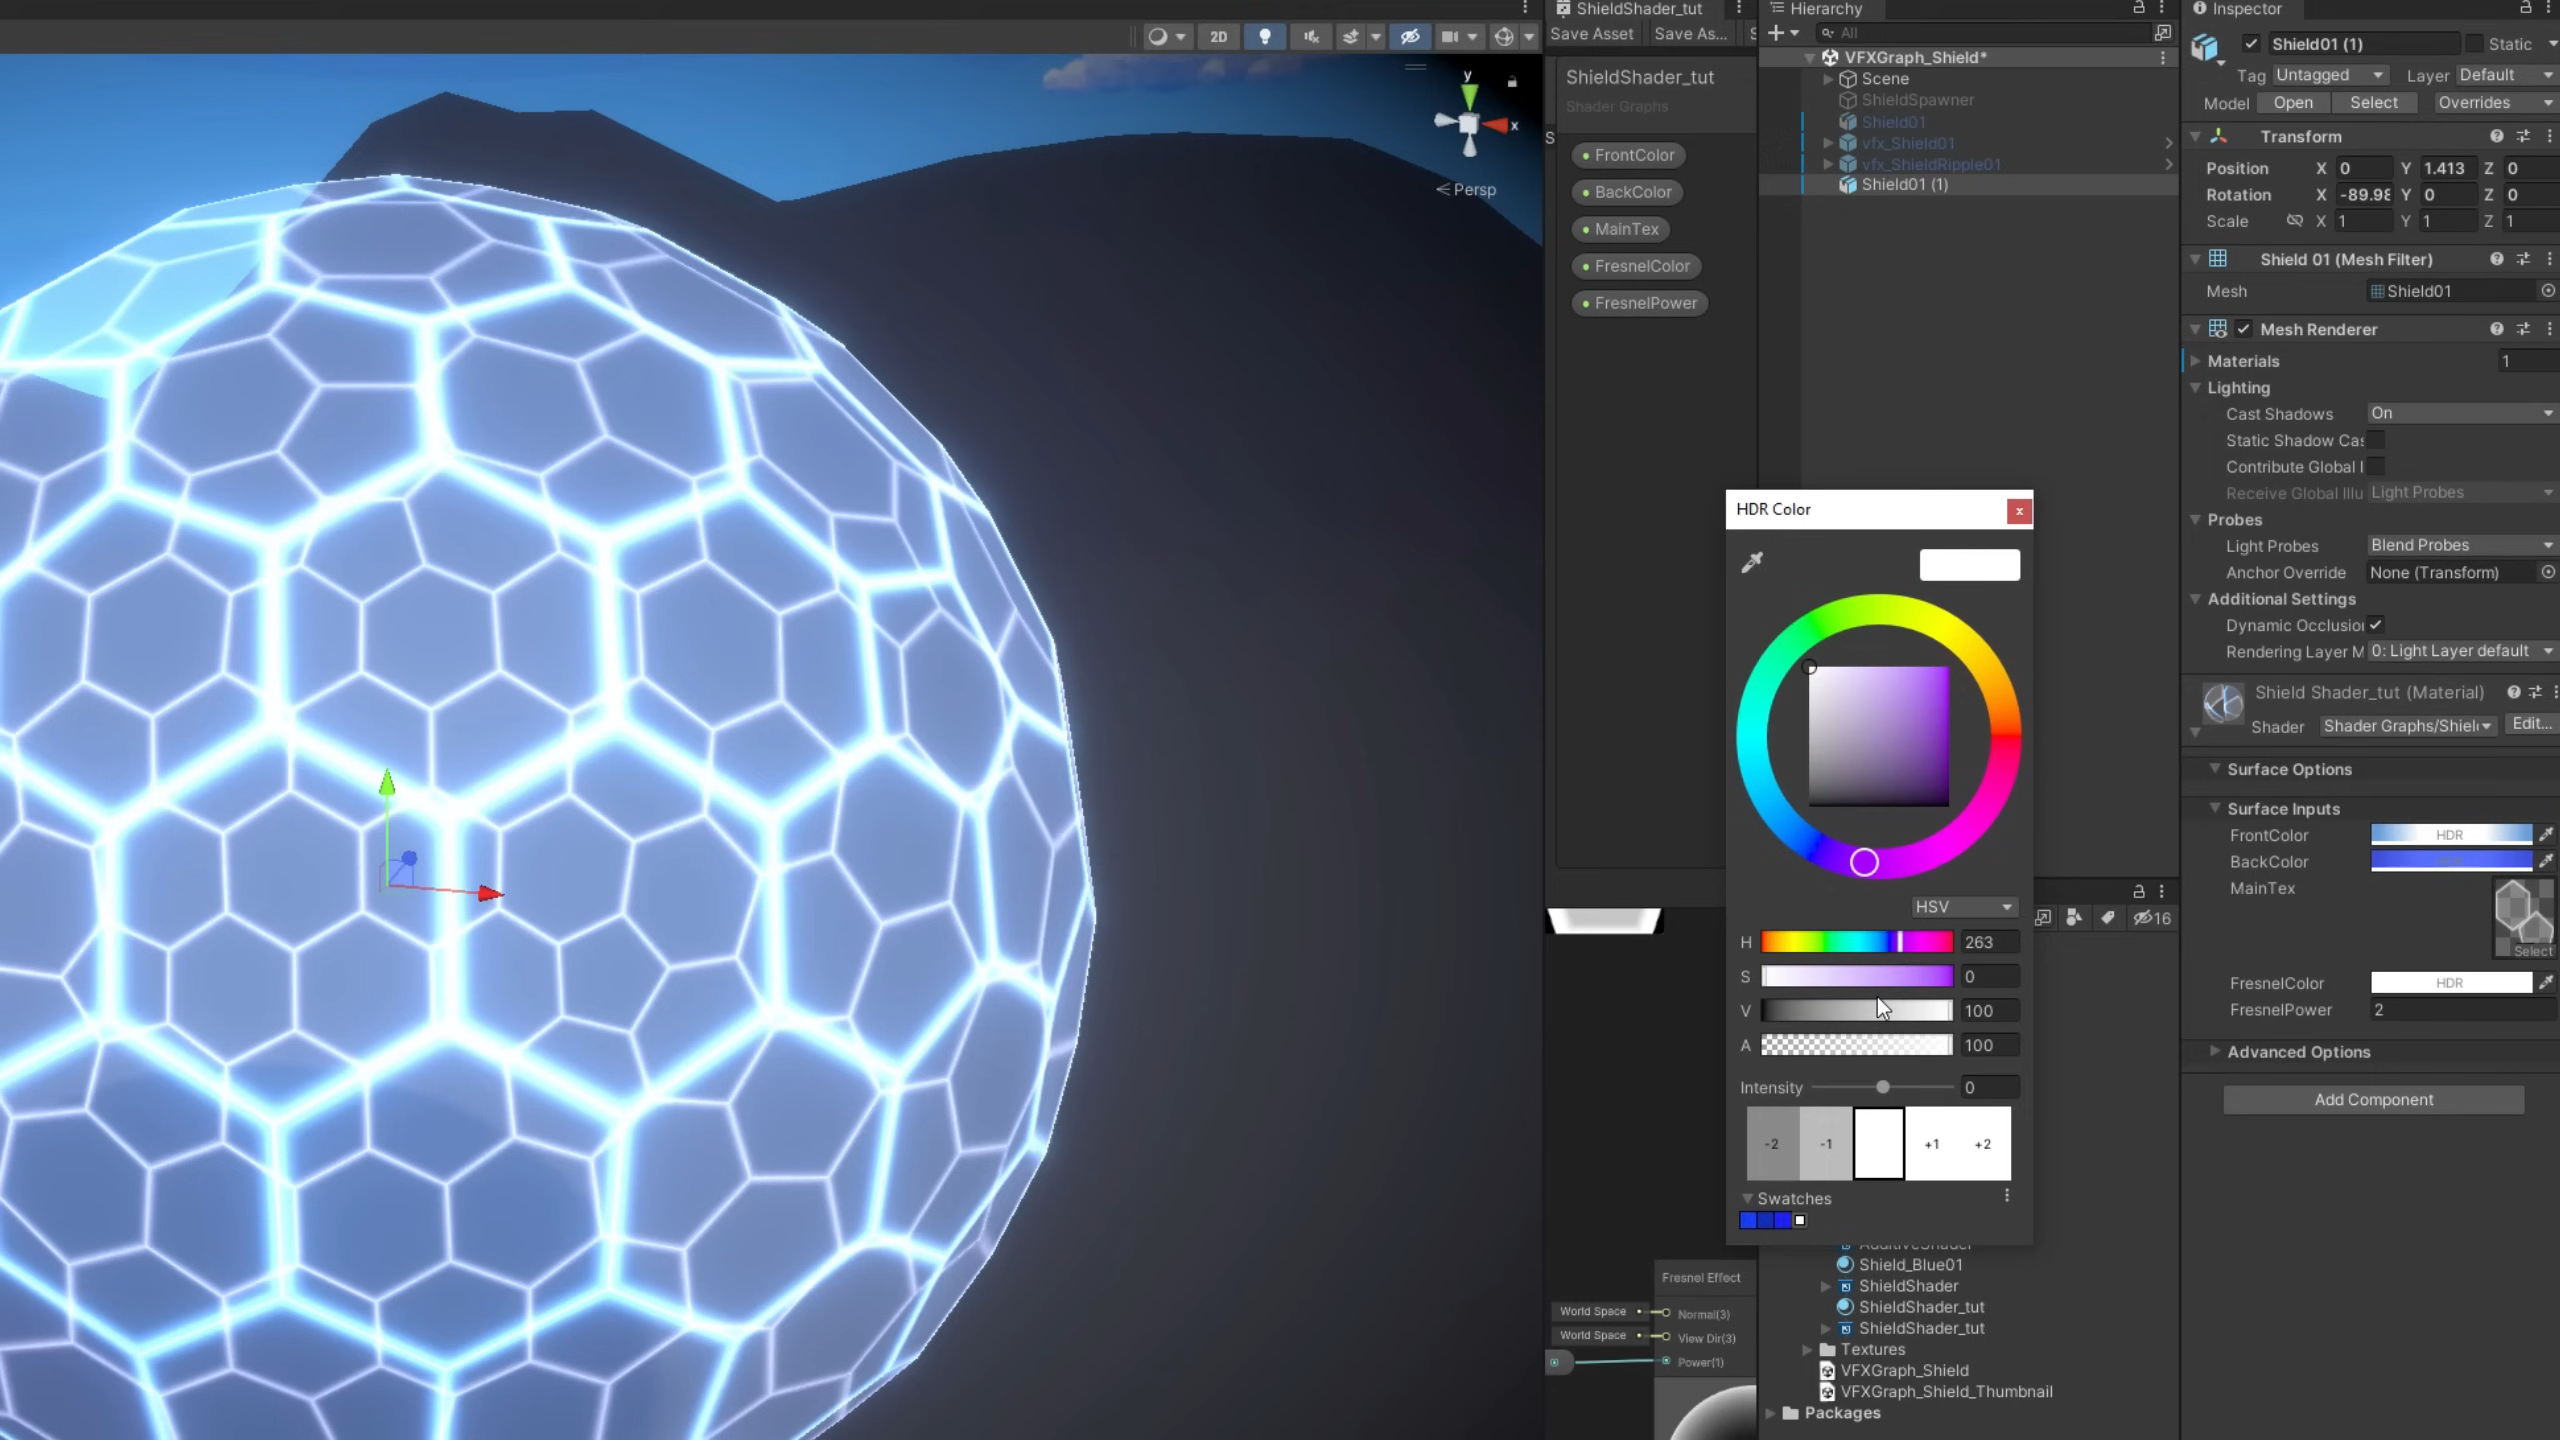 2D
y
x
Persp
ShieldShader_tut
Save Asset
Save As...
ShieldShader_tut
Shader Graphs
FrontColor
BackColor
MainTex
FresnelColor
FresnelPower
Hierarchy
All
VFXGraph_Shield*
Scene
ShieldSpawner
Shield01
vfx_Shield01
vfx_ShieldRipple01
Shield01 (1)
HDR Color
HSV
H 263
S 0
V 100
A 100
Intensity 0
-2 -1 +1 +2
Swatches
16
Shield_Blue01
ShieldShader
ShieldShader_tut
ShieldShader_tut
Textures
VFXGraph_Shield
VFXGraph_Shield_Thumbnail
Packages
Fresnel Effect
World Space Normal(3)
World Space View Dir(3)
Power(1)
Inspector
Shield01 (1) Static
Tag Untagged Layer Default
Model Open Select Overrides
Transform
Position X 0 Y 1.413 Z 0
Rotation X -89.98 Y 0 Z 0
Scale X 1 Y 1 Z 1
Shield 01 (Mesh Filter)
Mesh Shield01
Mesh Renderer
Materials 1
Lighting
Cast Shadows On
Static Shadow Cas
Contribute Global I
Receive Global Illu Light Probes
Probes
Light Probes Blend Probes
Anchor Override None (Transform)
Additional Settings
Dynamic Occlusion
Rendering Layer M 0: Light Layer default
Shield Shader_tut (Material)
Shader Shader Graphs/Shiel Edit...
Surface Options
Surface Inputs
FrontColor HDR
BackColor HDR
MainTex
Select
FresnelColor HDR
FresnelPower 2
Advanced Options
Add Component